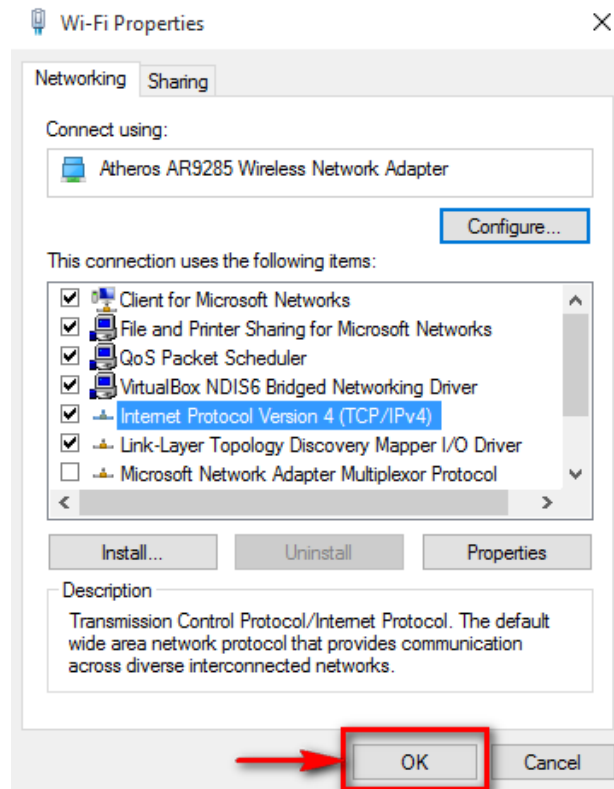 Wi-Fi Properties
Networking
Sharing
Connect using:
Atheros AR9285 Wireless Network Adapter
Configure...
This connection uses the following items:
Client for Microsoft Networks
File and Printer Sharing for Microsoft Networks
QoS Packet Scheduler
VirtualBox NDIS6 Bridged Networking Driver
Internet Protocol Version 4 (TCP/IPv4)
Link-Layer Topology Discovery Mapper I/O Driver
Microsoft Network Adapter Multiplexor Protocol
Install... Uninstall Properties
Description
Transmission Control Protocol/Internet Protocol. The default
wide area network protocol that provides communication
across diverse interconnected networks.
OK Cancel